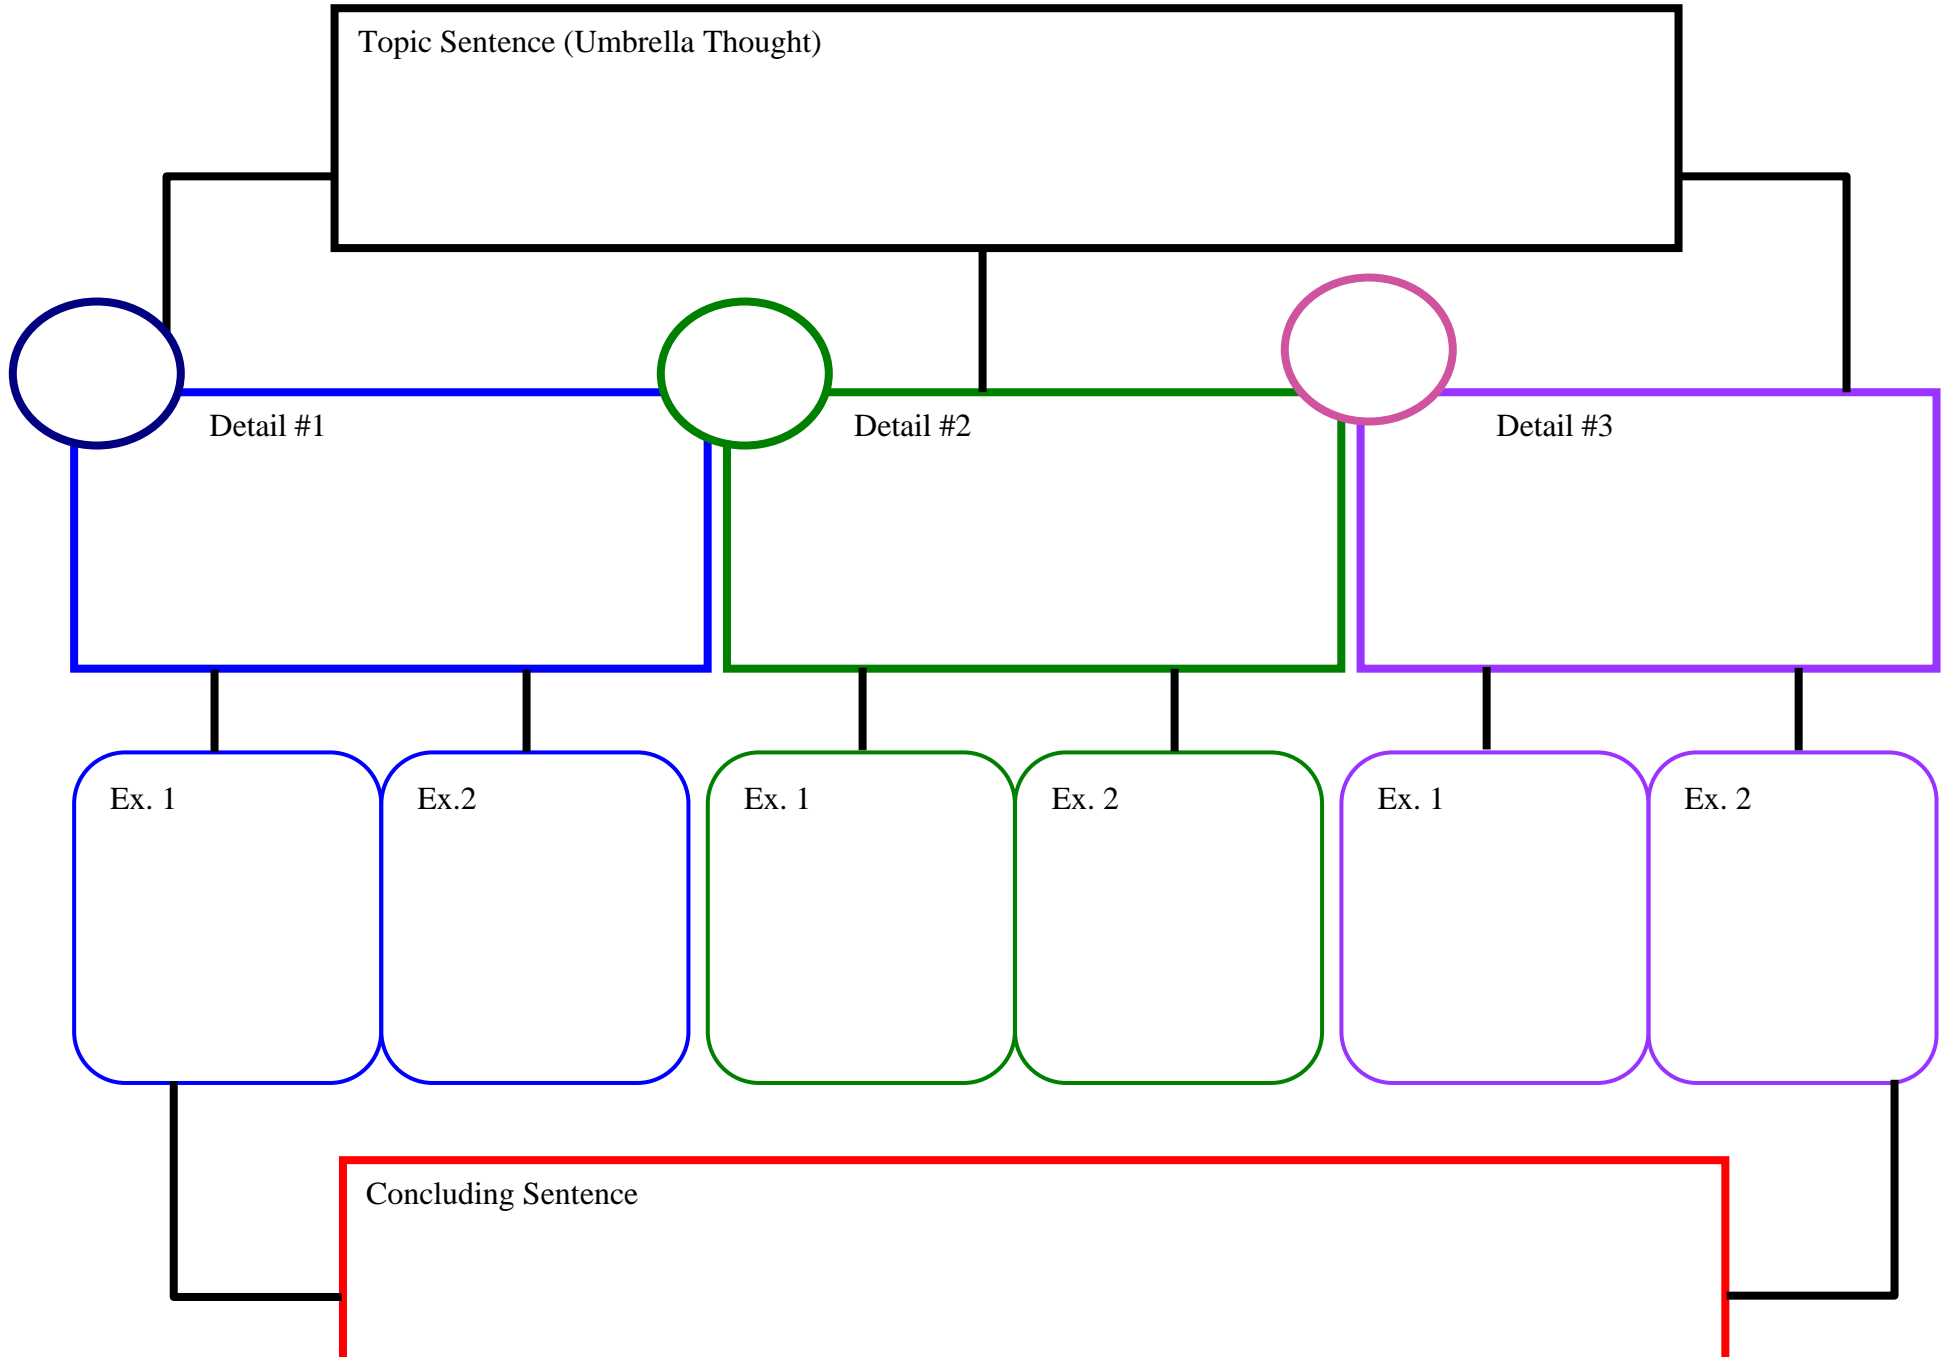 Topic Sentence (Umbrella Thought)
Detail #1
Detail #2
Detail #3
Ex. 1
Ex.2
Ex. 1
Ex. 2
Ex. 1
Ex. 2
Concluding Sentence